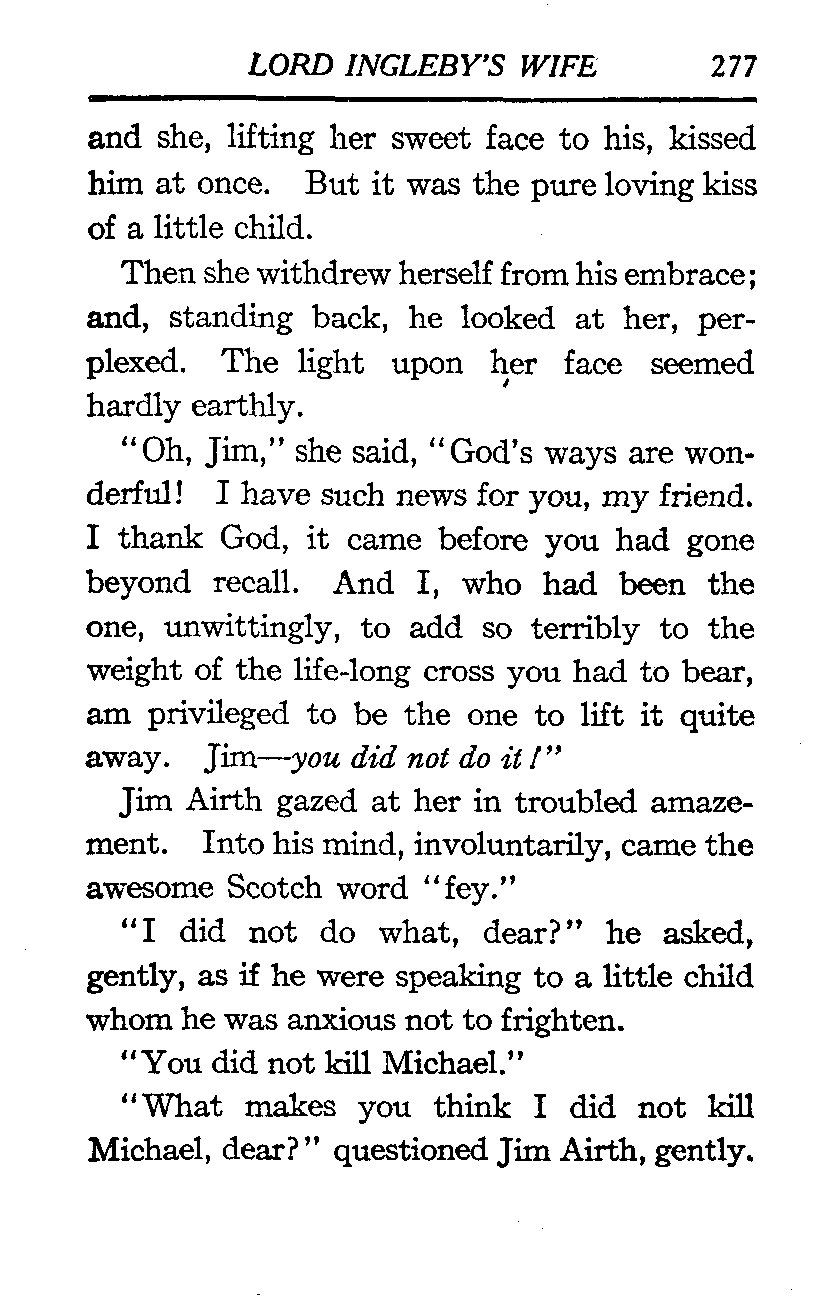 LORD INGLEBY'S WIFE 277
and she, lifting her sweet face to his, kissed
him at once. But it was the pure loving kiss
of a little child.
Then she withdrew herself from his embrace;
and, standing back, he looked at her, per-
plexed. The light upon her face seemed
hardly earthly.
"Oh, Jim," she said, "God's ways are won-
derful! I have such news for you, my friend.
I thank God, it came before you had gone
beyond recall. And I, who had been the
one, unwittingly, to add so terribly to the
weight of the life-long cross you had to bear,
am privileged to be the one to lift it quite
away. Jim—you did not do it!"
Jim Airth gazed at her in troubled amaze-
ment. Into his mind, involuntarily, came the
awesome Scotch word "fey."
"I did not do what, dear?" he asked,
gently, as if he were speaking to a little child
whom he was anxious not to frighten.
"You did not kill Michael."
"What makes you think I did not kill
Michael, dear?" questioned Jim Airth, gently.